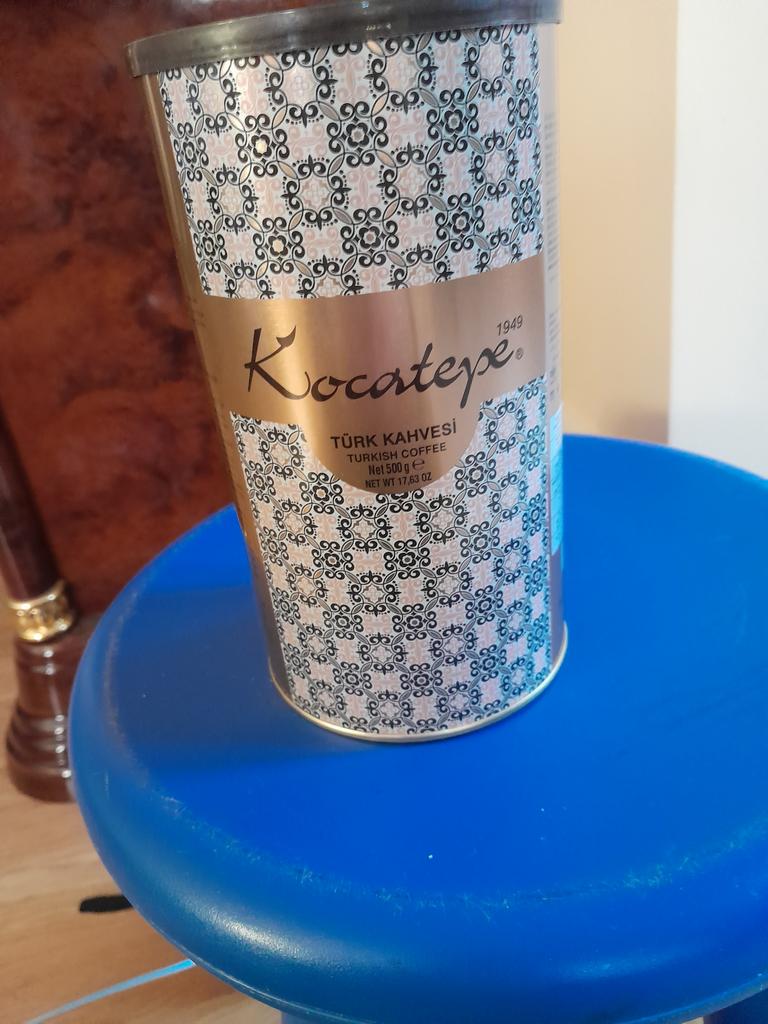 1949
Kocatepe®
TÜRK KAHVESİ
TURKISH COFFEE
Net 500 g ℮
NET WT 17,63 OZ